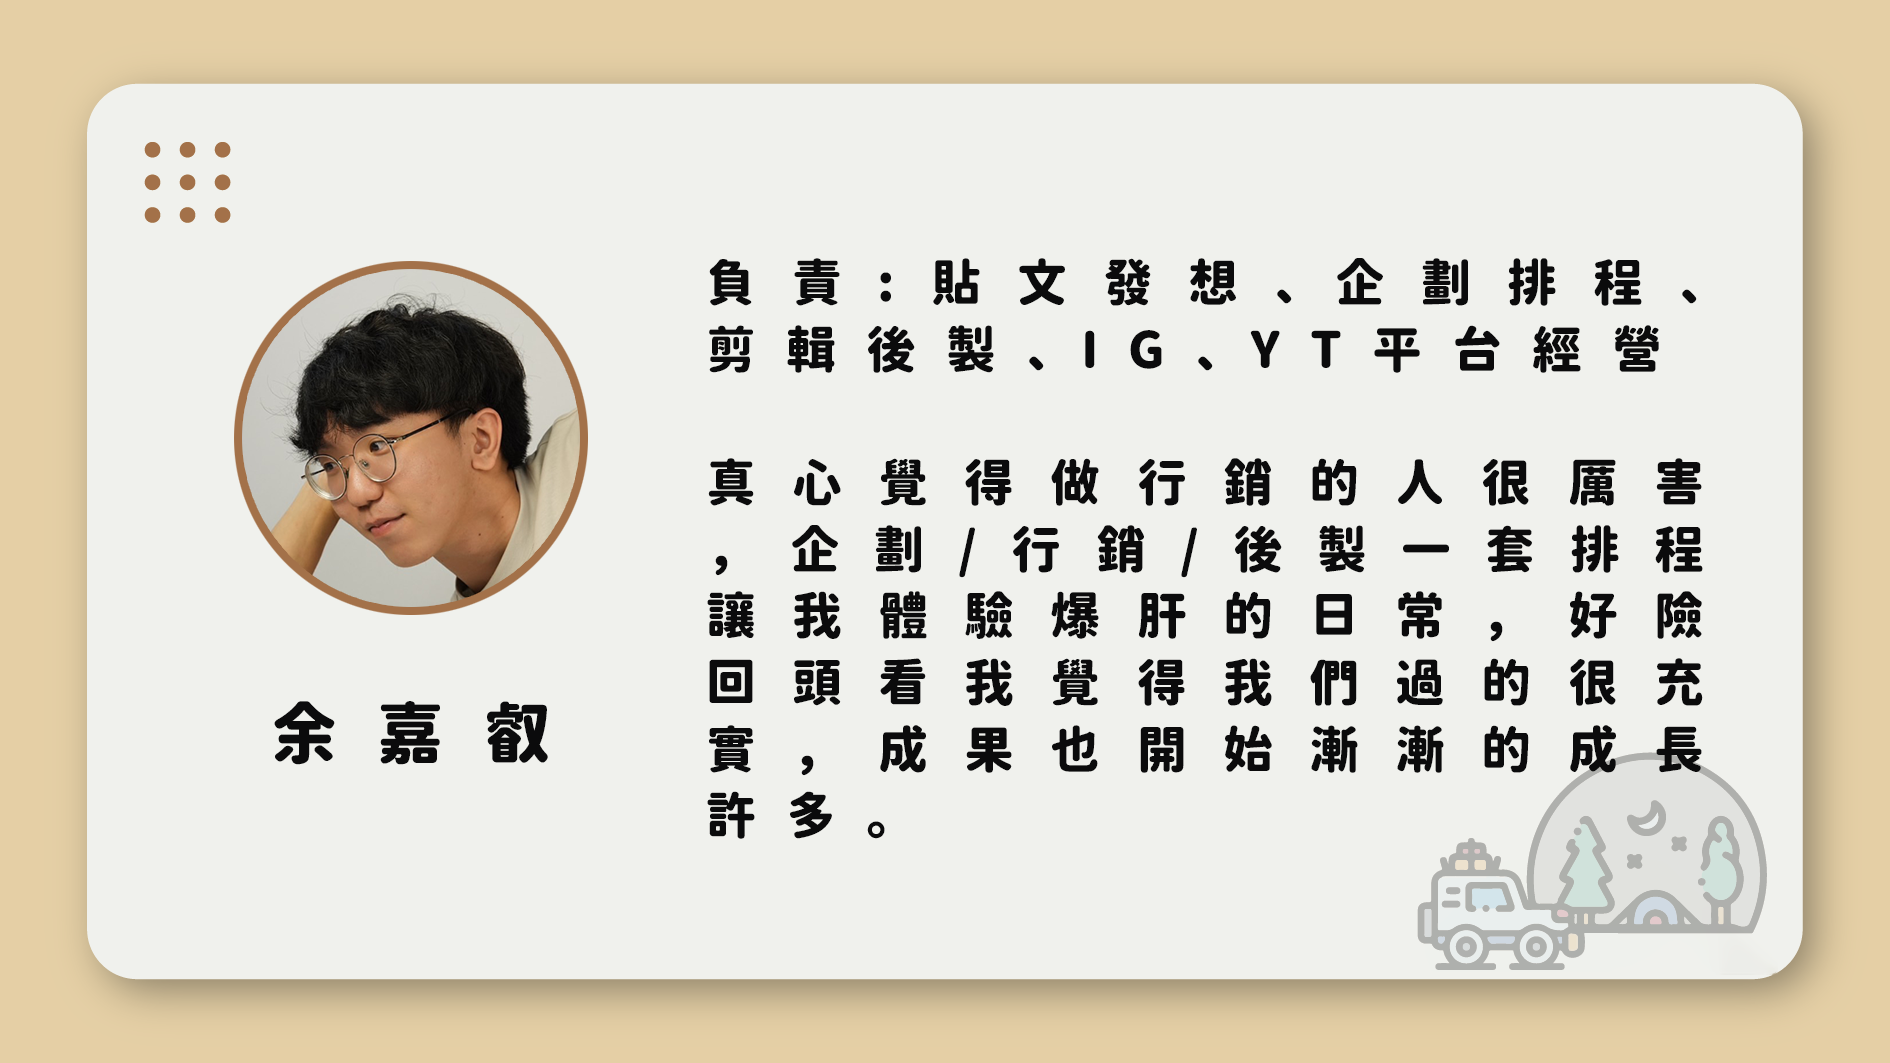 余嘉叡
負責:貼文發想、企劃排程、
剪輯後製、IG、YT平台經營
真心覺得做行銷的人很厲害
，企劃/行銷/後製一套排程
讓我體驗爆肝的日常，好險
回頭看我覺得我們過的很充
實，成果也開始漸漸的成長
許多。